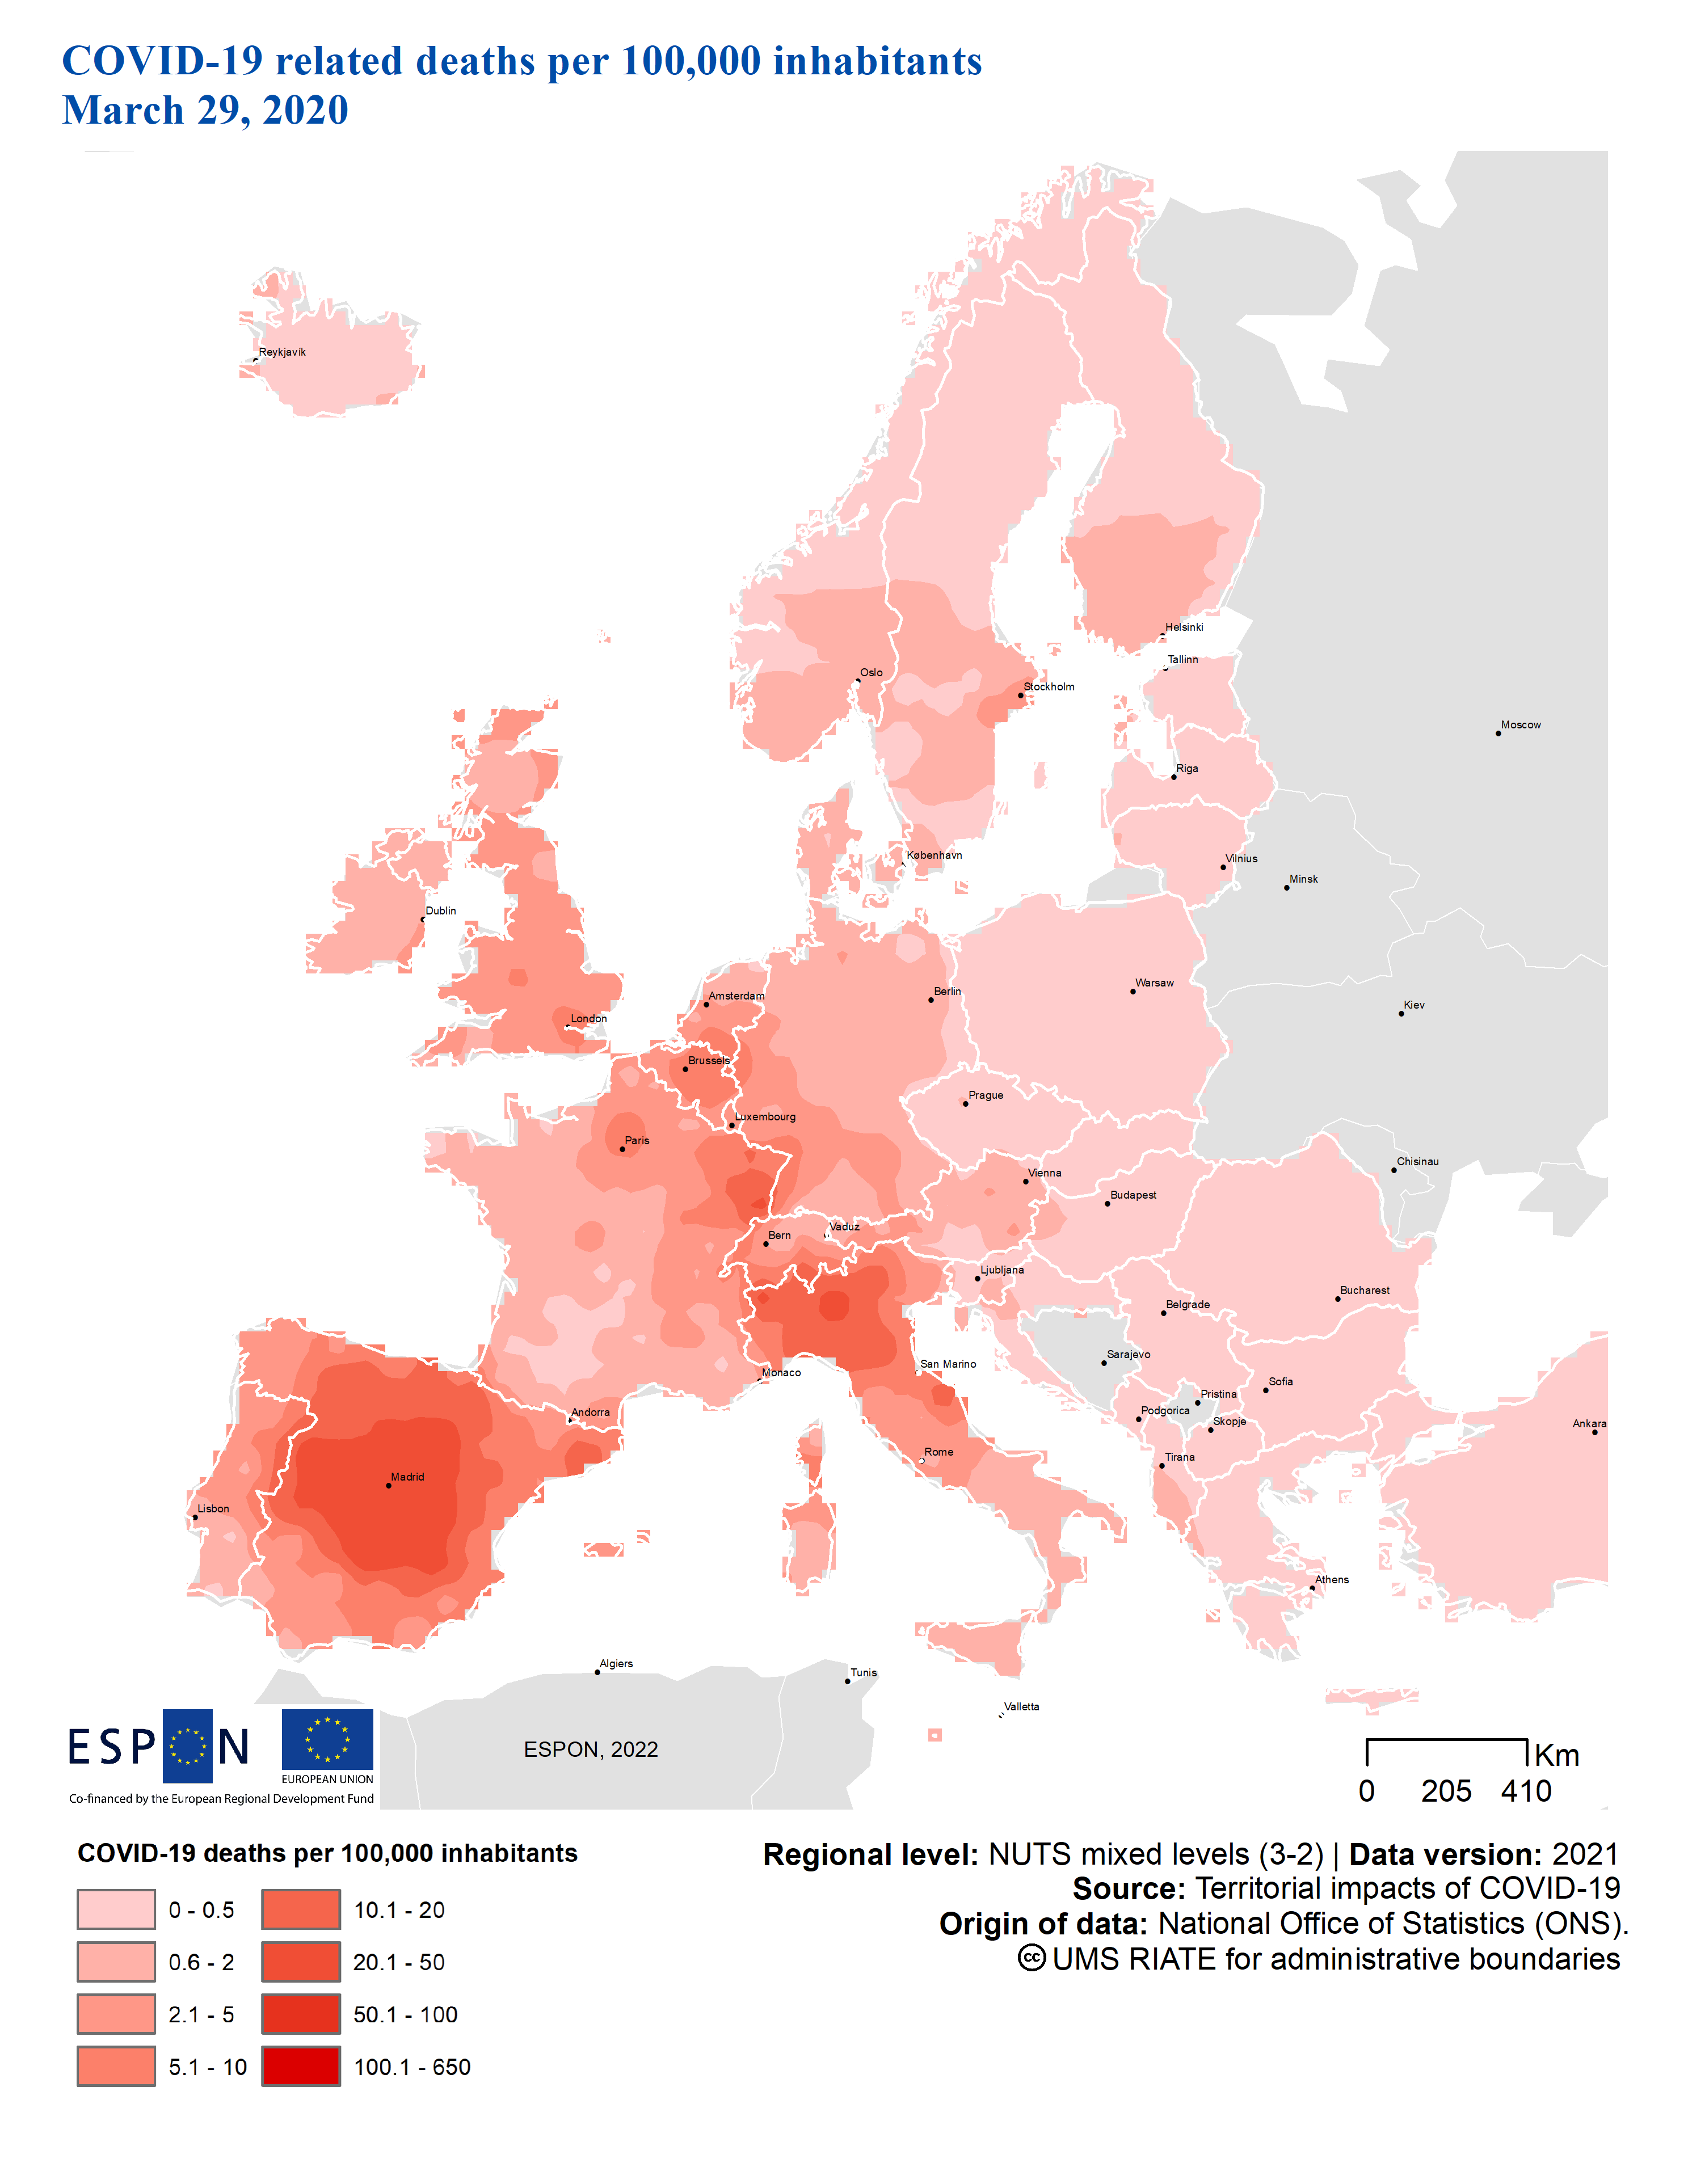 COVID-19 related deaths per 100,000 inhabitants
March 29, 2020
Reykjavík
Helsinki
Tallinn
Oslo
Stockholm
Moscow
Riga
København
Vilnius
Minsk
Dublin
Warsaw
Berlin
Amsterdam
Kiev
London
Brussels
Prague
Luxembourg
Paris
Chisinau
Vienna
Budapest
Vaduz
Bern
Ljubljana
Bucharest
Belgrade
Sarajevo
San Marino
Monaco
Sofia
Pristina
Andorra
Podgorica
Skopje
Ankara
Rome
Tirana
Madrid
Lisbon
Athens
Algiers
Tunis
Valletta
ESPON
EUROPEAN UNION
Co-financed by the European Regional Development Fund
ESPON, 2022
Km
0 205 410
COVID-19 deaths per 100,000 inhabitants
0 - 0.5
0.6 - 2
2.1 - 5
5.1 - 10
10.1 - 20
20.1 - 50
50.1 - 100
100.1 - 650
Regional level: NUTS mixed levels (3-2) | Data version: 2021
Source: Territorial impacts of COVID-19
Origin of data: National Office of Statistics (ONS).
cc UMS RIATE for administrative boundaries